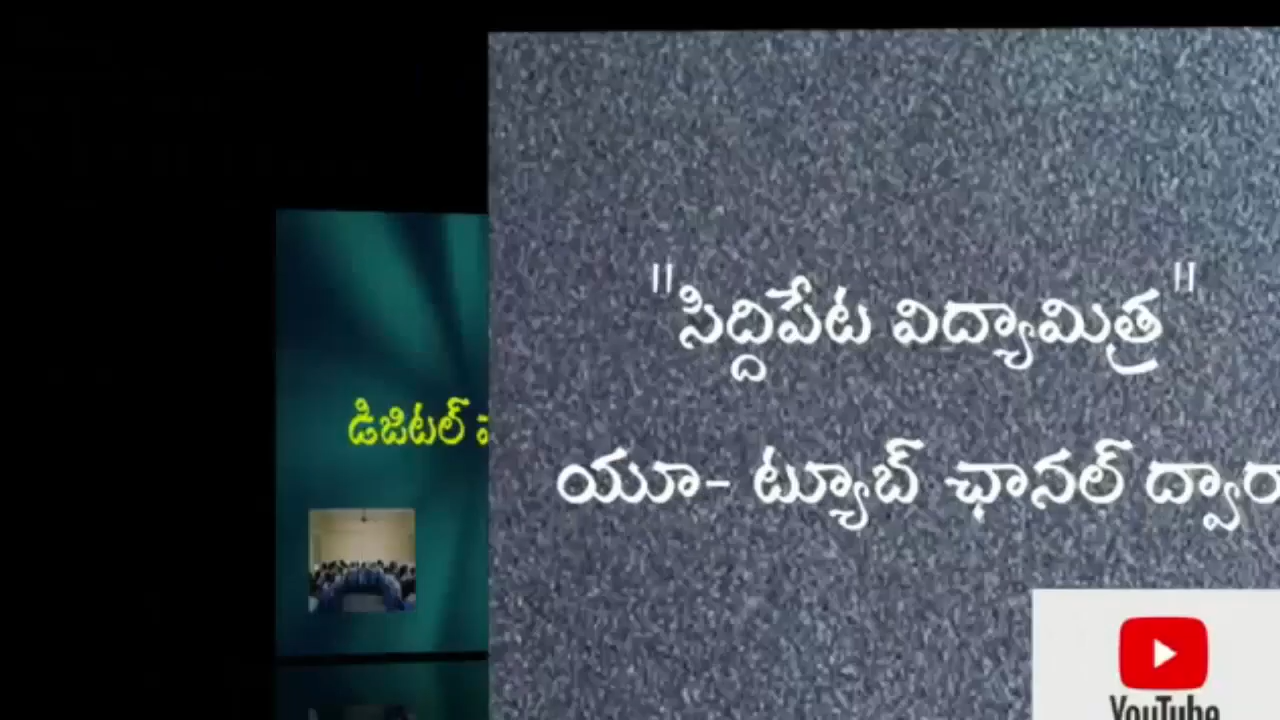 "సిద్దిపేట విద్యామిత్ర"
యూ- ట్యూబ్ ఛానల్ ద్వారా
డిజిటల్
YouTube